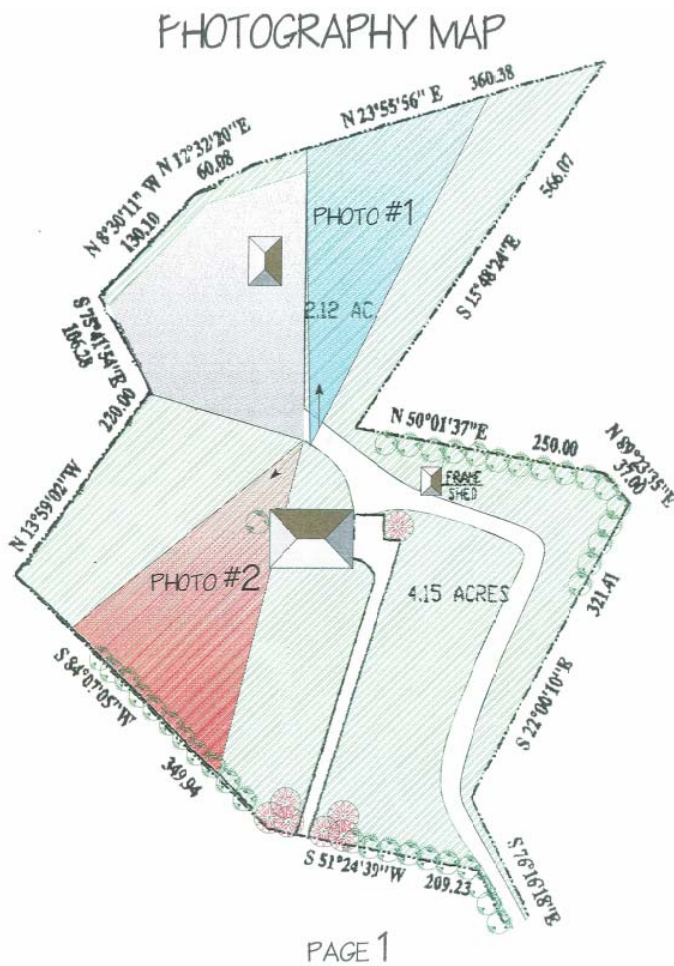 PHOTOGRAPHY MAP
N 23°55'56" E
360.38
N 12°32'20"E
60.08
N 8°30'11" W
130.10
PHOTO #1
566.07
S 15°48'24"E
2.12 AC.
S 75°41'54"E
106.28
220.00
N 13°59'02"W
N 50°01'37"E
250.00
N 89°23'35"E
37.00
FRAME
SHED
PHOTO #2
4.15 ACRES
321.41
S 22°00'10"E
S 84°07'05"W
349.94
S 51°24'39"W
209.23
S 76°16'18"E
PAGE 1